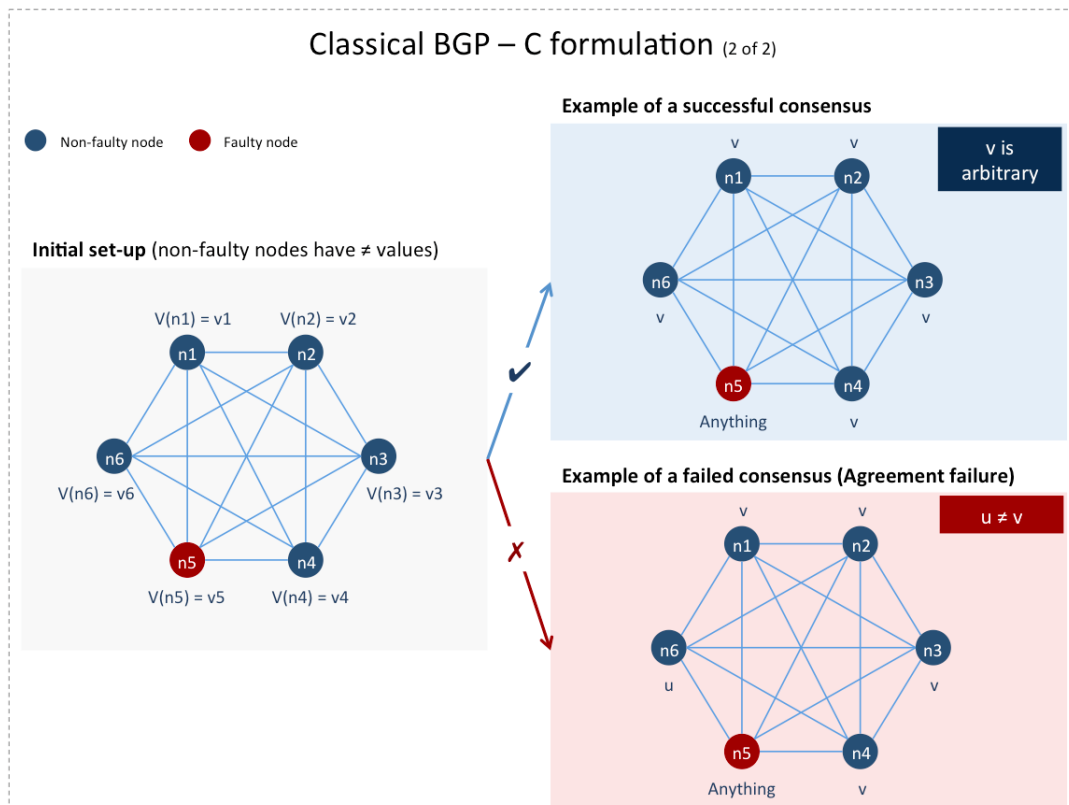 Classical BGP – C formulation (2 of 2)
Non-faulty node
Faulty node
Initial set-up (non-faulty nodes have ≠ values)
V(n1) = v1
V(n2) = v2
n1
n2
n6
n3
V(n6) = v6
V(n3) = v3
n5
n4
V(n5) = v5
V(n4) = v4
✔
✗
Example of a successful consensus
v is
arbitrary
v
v
n1
n2
n6
n3
v
v
n5
n4
Anything
v
Example of a failed consensus (Agreement failure)
u ≠ v
v
v
n1
n2
n6
n3
u
v
n5
n4
Anything
v